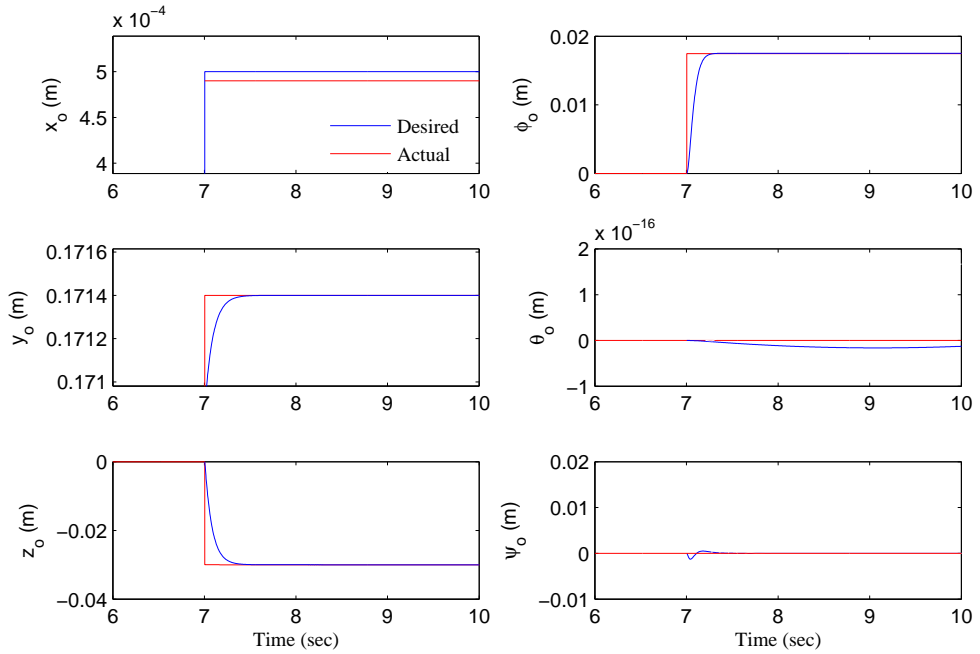 x 10⁻⁴
5
4.5
4
x_o (m)
6 7 8 9 10
Desired
Actual
0.02
0.01
0
ϕ_o (m)
6 7 8 9 10
0.1716
0.1714
0.1712
0.171
y_o (m)
6 7 8 9 10
x 10⁻¹⁶
2
1
0
−1
θ_o (m)
6 7 8 9 10
0
−0.02
−0.04
z_o (m)
6 7 8 9 10
Time (sec)
0.02
0.01
0
−0.01
ψ_o (m)
6 7 8 9 10
Time (sec)